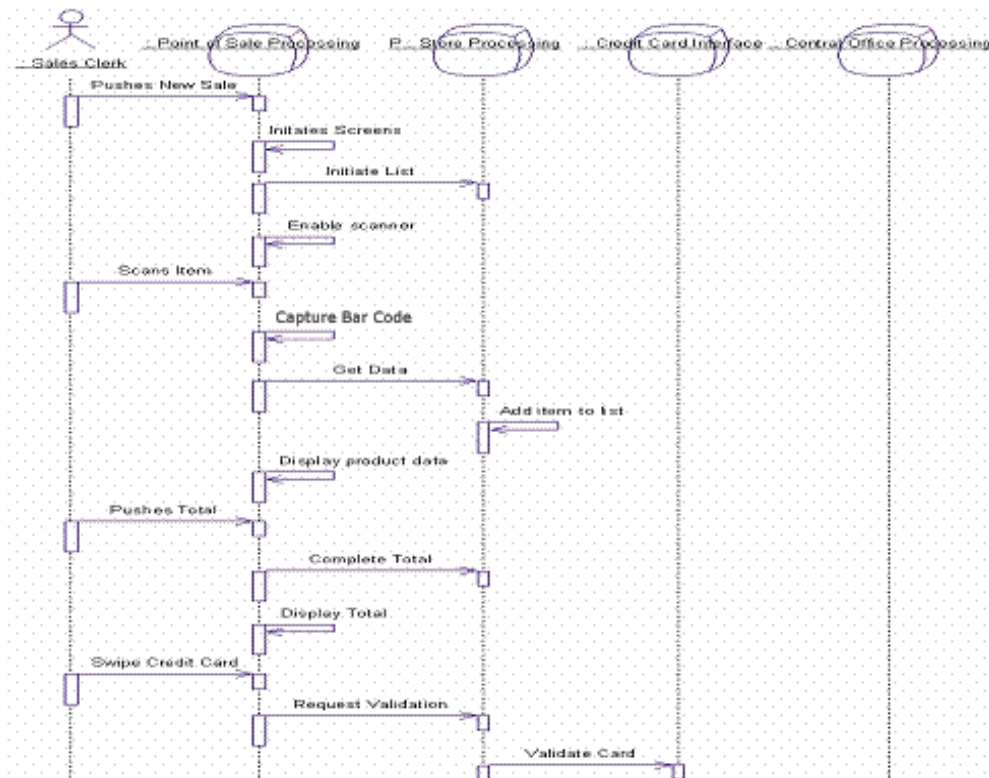 : Point of Sale Processing
P... Store Processing
: Credit Card Interface
: Central Office Processing
: Sales Clerk
Pushes New Sale
Initates Screens
Initiate List
Enable scanner
Scans Item
Capture Bar Code
Get Data
Add item to list
Display product data
Pushes Total
Complete Total
Display Total
Swipe Credit Card
Request Validation
Validate Card